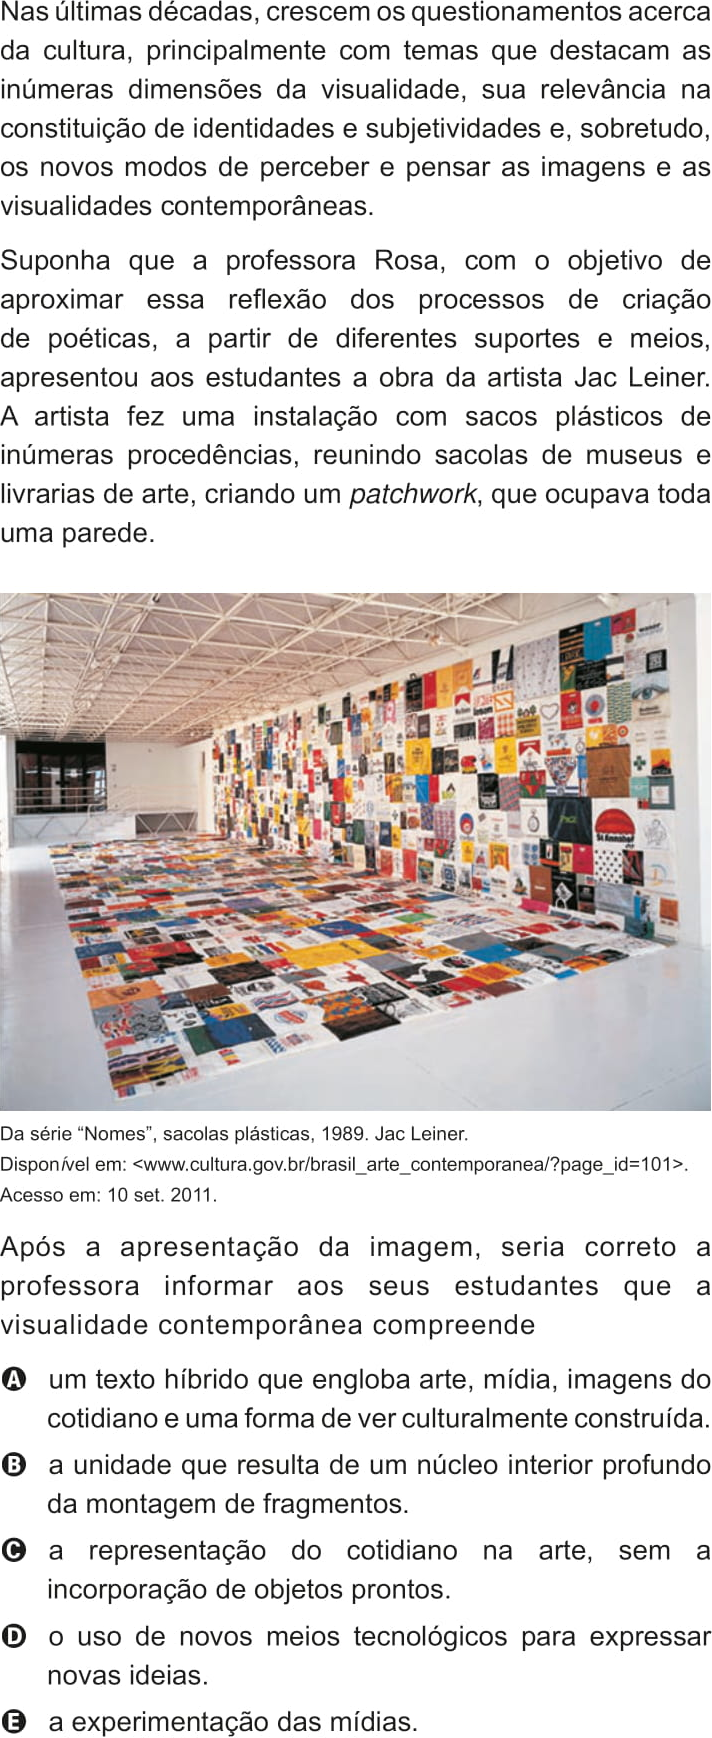 Nas últimas décadas, crescem os questionamentos acerca
da cultura, principalmente com temas que destacam as
inúmeras dimensões da visualidade, sua relevância na
constituição de identidades e subjetividades e, sobretudo,
os novos modos de perceber e pensar as imagens e as
visualidades contemporâneas.
Suponha que a professora Rosa, com o objetivo de
aproximar essa reflexão dos processos de criação
de poéticas, a partir de diferentes suportes e meios,
apresentou aos estudantes a obra da artista Jac Leiner.
A artista fez uma instalação com sacos plásticos de
inúmeras procedências, reunindo sacolas de museus e
livrarias de arte, criando um patchwork, que ocupava toda
uma parede.
Da série “Nomes”, sacolas plásticas, 1989. Jac Leiner.
Disponível em: <www.cultura.gov.br/brasil_arte_contemporanea/?page_id=101>.
Acesso em: 10 set. 2011.
Após a apresentação da imagem, seria correto a
professora informar aos seus estudantes que a
visualidade contemporânea compreende
A um texto híbrido que engloba arte, mídia, imagens do
cotidiano e uma forma de ver culturalmente construída.
B a unidade que resulta de um núcleo interior profundo
da montagem de fragmentos.
C a representação do cotidiano na arte, sem a
incorporação de objetos prontos.
D o uso de novos meios tecnológicos para expressar
novas ideias.
E a experimentação das mídias.